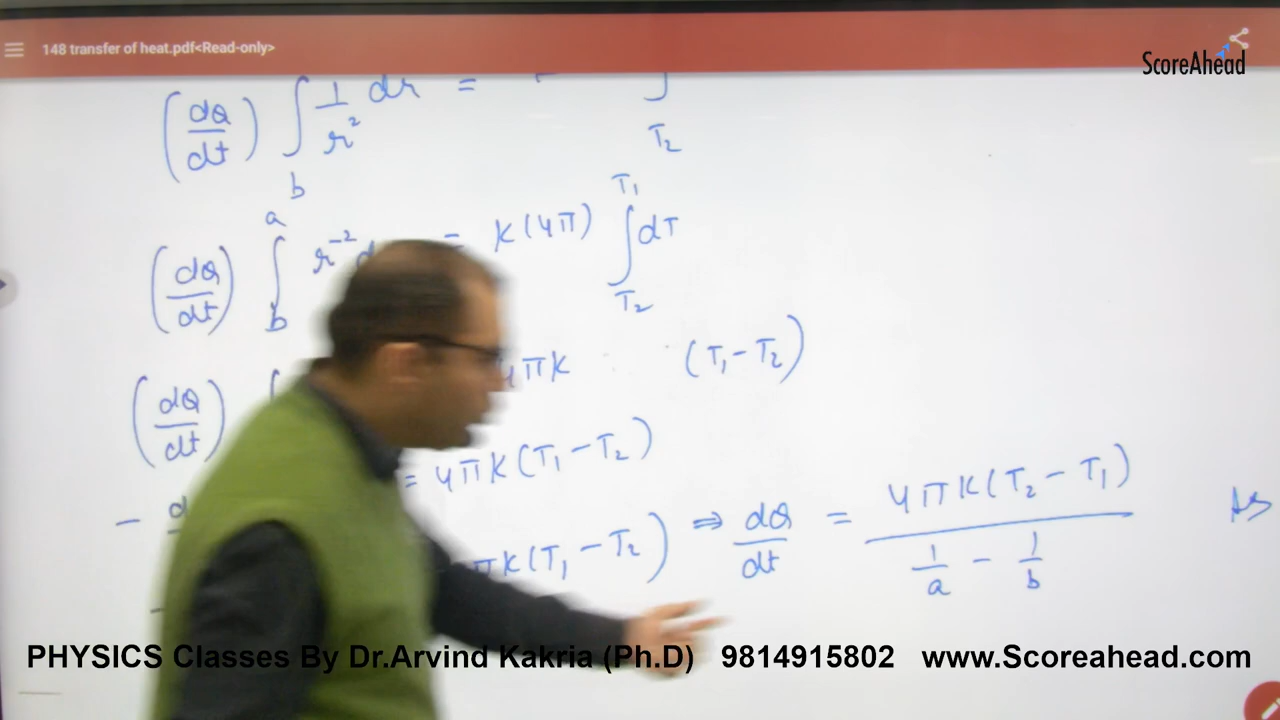 148 transfer of heat.pdf<Read-only>
ScoreAhead
(dQ/dt) ∫ 1/r² dr = ∫ T₂
b
a T₁
(dQ/dt) ∫ r⁻² = K(4π) ∫ dT
b T₂
(dQ/dt) 4πK (T₁-T₂)
- = 4πK(T₁-T₂)
πK(T₁-T₂) ⇒ dQ/dt = 4πK(T₂-T₁) / (1/a - 1/b)
PHYSICS Classes By Dr.Arvind Kakria (Ph.D) 9814915802 www.Scoreahead.com